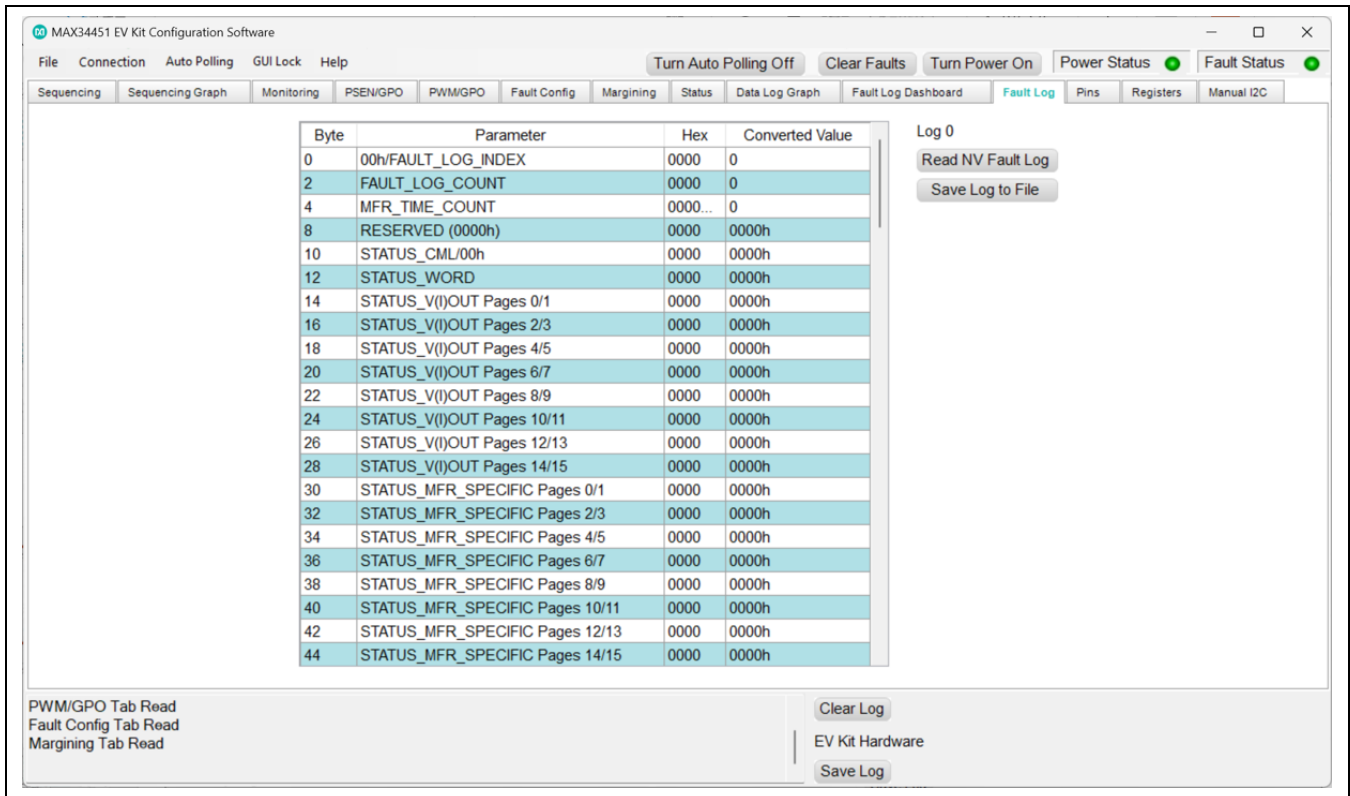 MAX34451 EV Kit Configuration Software
File Connection Auto Polling GUI Lock Help Turn Auto Polling Off Clear Faults Turn Power On Power Status Fault Status
Sequencing Sequencing Graph Monitoring PSEN/GPO PWM/GPO Fault Config Margining Status Data Log Graph Fault Log Dashboard Fault Log Pins Registers Manual I2C
Byte Parameter Hex Converted Value
0 00h/FAULT_LOG_INDEX 0000 0
2 FAULT_LOG_COUNT 0000 0
4 MFR_TIME_COUNT 0000... 0
8 RESERVED (0000h) 0000 0000h
10 STATUS_CML/00h 0000 0000h
12 STATUS_WORD 0000 0000h
14 STATUS_V(I)OUT Pages 0/1 0000 0000h
16 STATUS_V(I)OUT Pages 2/3 0000 0000h
18 STATUS_V(I)OUT Pages 4/5 0000 0000h
20 STATUS_V(I)OUT Pages 6/7 0000 0000h
22 STATUS_V(I)OUT Pages 8/9 0000 0000h
24 STATUS_V(I)OUT Pages 10/11 0000 0000h
26 STATUS_V(I)OUT Pages 12/13 0000 0000h
28 STATUS_V(I)OUT Pages 14/15 0000 0000h
30 STATUS_MFR_SPECIFIC Pages 0/1 0000 0000h
32 STATUS_MFR_SPECIFIC Pages 2/3 0000 0000h
34 STATUS_MFR_SPECIFIC Pages 4/5 0000 0000h
36 STATUS_MFR_SPECIFIC Pages 6/7 0000 0000h
38 STATUS_MFR_SPECIFIC Pages 8/9 0000 0000h
40 STATUS_MFR_SPECIFIC Pages 10/11 0000 0000h
42 STATUS_MFR_SPECIFIC Pages 12/13 0000 0000h
44 STATUS_MFR_SPECIFIC Pages 14/15 0000 0000h
Log 0
Read NV Fault Log
Save Log to File
PWM/GPO Tab Read
Fault Config Tab Read
Margining Tab Read
Clear Log
EV Kit Hardware
Save Log